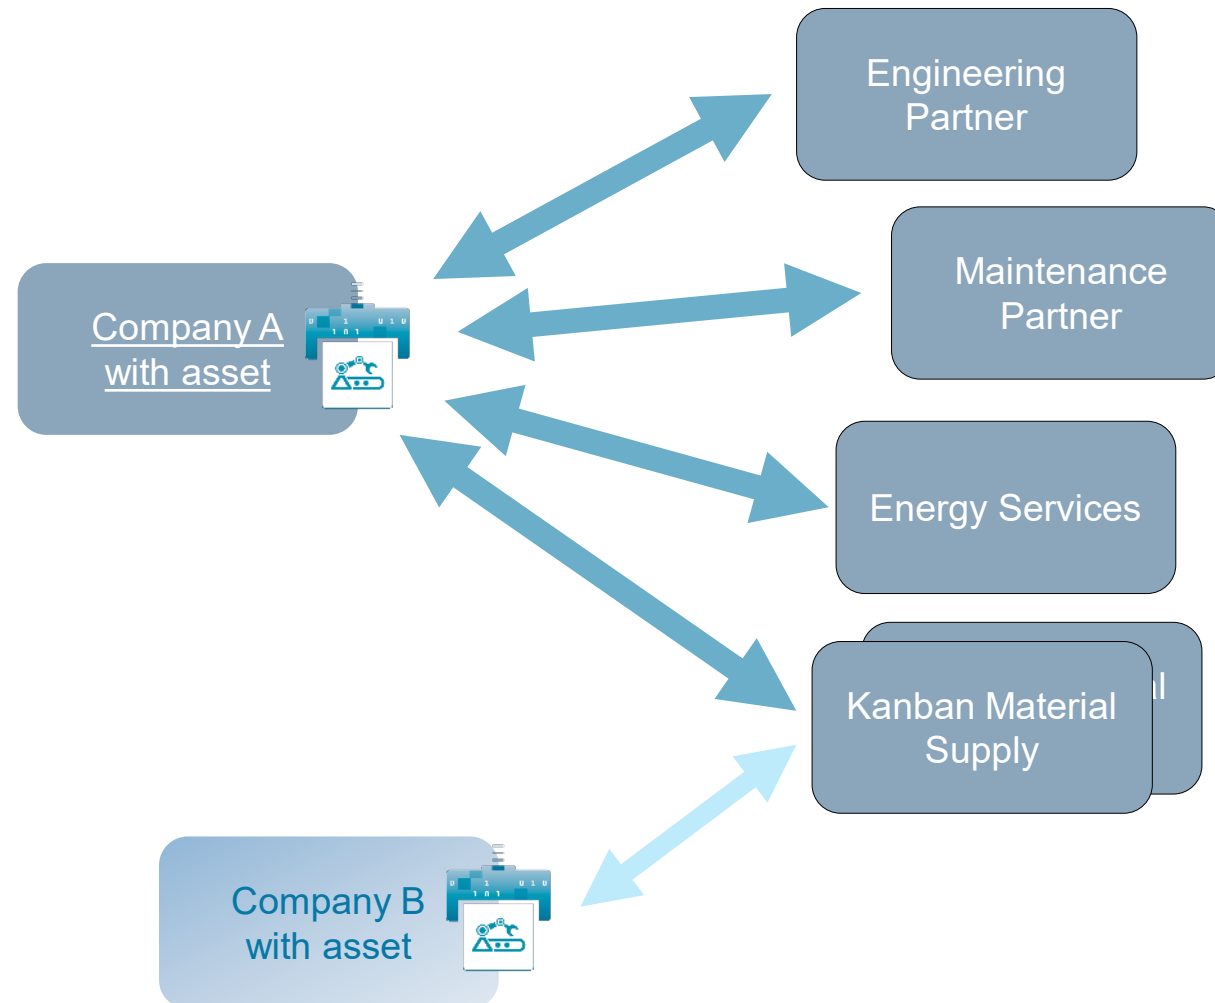 Engineering
Partner
Maintenance
Partner
Company A
with asset
Energy Services
Kanban Material
Supply
Company B
with asset